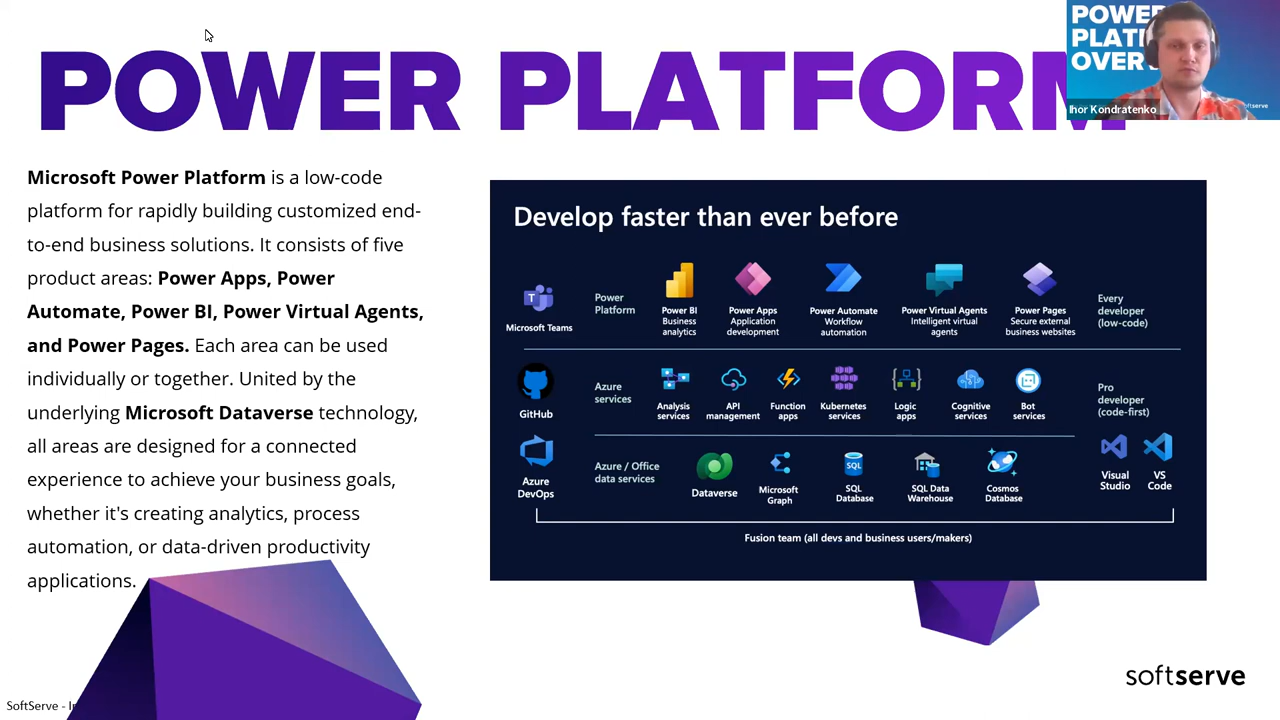 POWER PLATFORM
POWER
PLATF
OVER
Ihor Kondratenko
softserve
Microsoft Power Platform is a low-code
platform for rapidly building customized end-
to-end business solutions. It consists of five
product areas: Power Apps, Power
Automate, Power BI, Power Virtual Agents,
and Power Pages. Each area can be used
individually or together. United by the
underlying Microsoft Dataverse technology,
all areas are designed for a connected
experience to achieve your business goals,
whether it's creating analytics, process
automation, or data-driven productivity
applications.
Develop faster than ever before
Microsoft Teams
Power
Platform
Power BI
Business
analytics
Power Apps
Application
development
Power Automate
Workflow
automation
Power Virtual Agents
Intelligent virtual
agents
Power Pages
Secure external
business websites
Every
developer
(low-code)
GitHub
Azure
services
Analysis
services
API
management
Function
apps
Kubernetes
services
Logic
apps
Cognitive
services
Bot
services
Pro
developer
(code-first)
Azure
DevOps
Azure / Office
data services
Dataverse
Microsoft
Graph
SQL
SQL
Database
SQL Data
Warehouse
Cosmos
Database
Visual
Studio
VS
Code
Fusion team (all devs and business users/makers)
softserve
SoftServe -